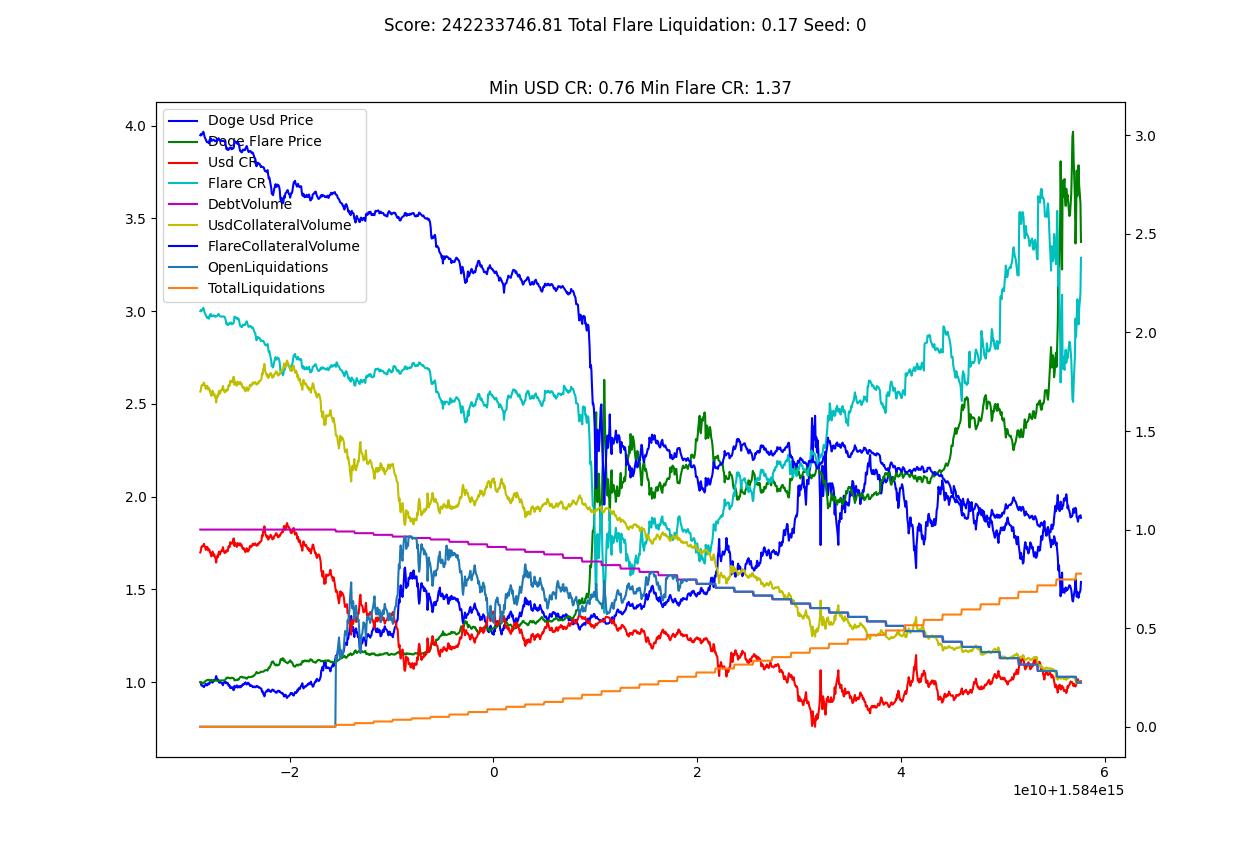 Score: 242233746.81 Total Flare Liquidation: 0.17 Seed: 0
Min USD CR: 0.76 Min Flare CR: 1.37
Doge Usd Price
Doge Flare Price
Usd CR
Flare CR
DebtVolume
UsdCollateralVolume
FlareCollateralVolume
OpenLiquidations
TotalLiquidations
4.0
3.5
3.0
2.5
2.0
1.5
1.0
3.0
2.5
2.0
1.5
1.0
0.5
0.0
−2
0
2
4
6
1e10+1.584e15